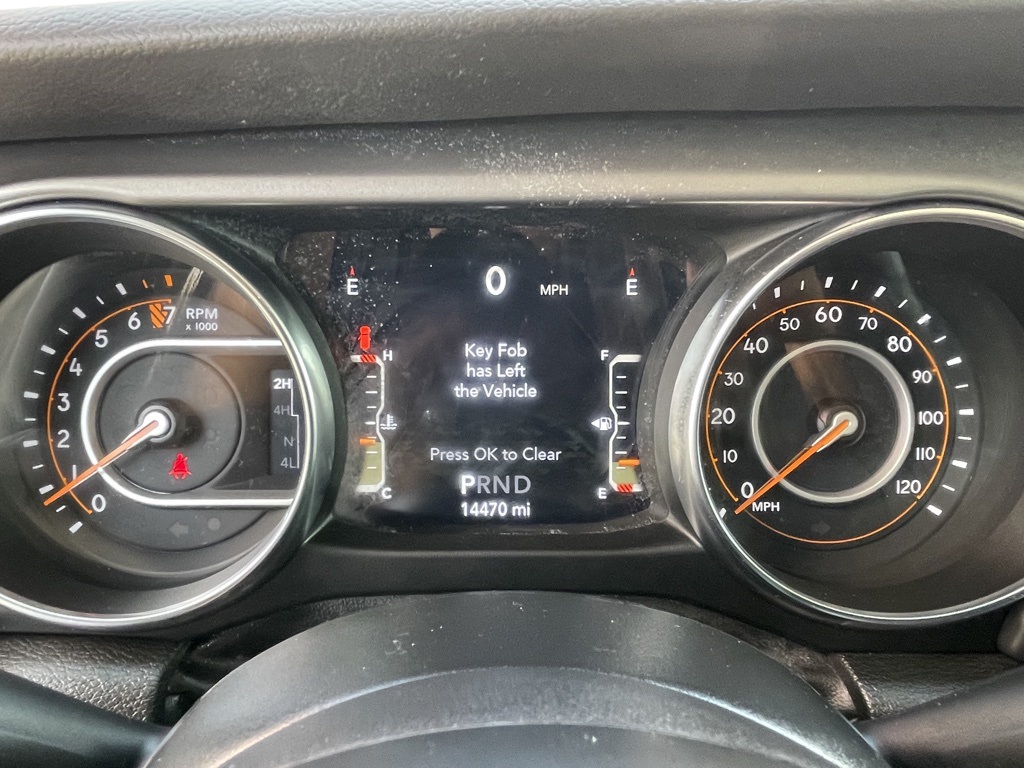 0 MPH
E
E
Key Fob
has Left
the Vehicle
Press OK to Clear
PRND
14470 mi
H
C
F
E
RPM
x 1000
0
1
2
3
4
5
6
7
2H
4H
N
4L
0
10
20
30
40
50
60
70
80
90
100
110
120
MPH